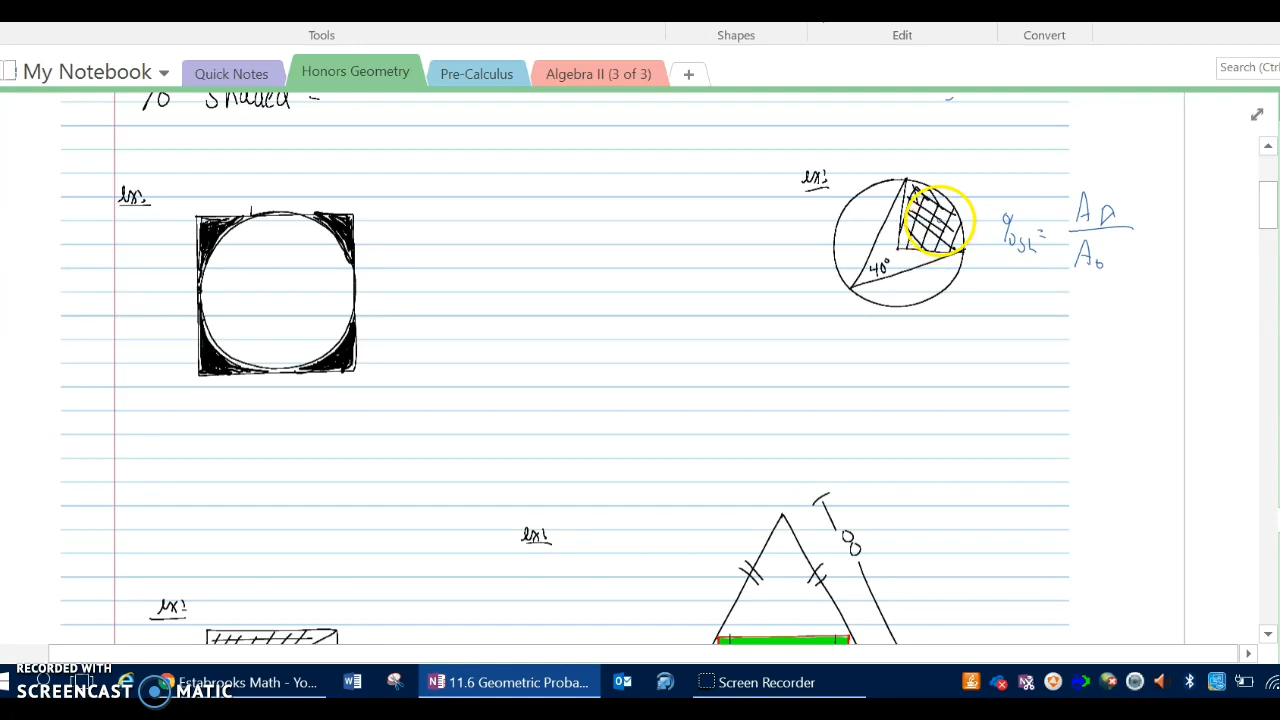 Tools
Shapes
Edit
Convert
My Notebook
Quick Notes
Honors Geometry
Pre-Calculus
Algebra II (3 of 3)
+
Search (Ctrl
% Shaded =
ex:
ex:
40°
%sh = A / A
ex:
8
ex:
RECORDED WITH
SCREENCAST MATIC
Estabrooks Math - Yo...
11.6 Geometric Proba...
Screen Recorder